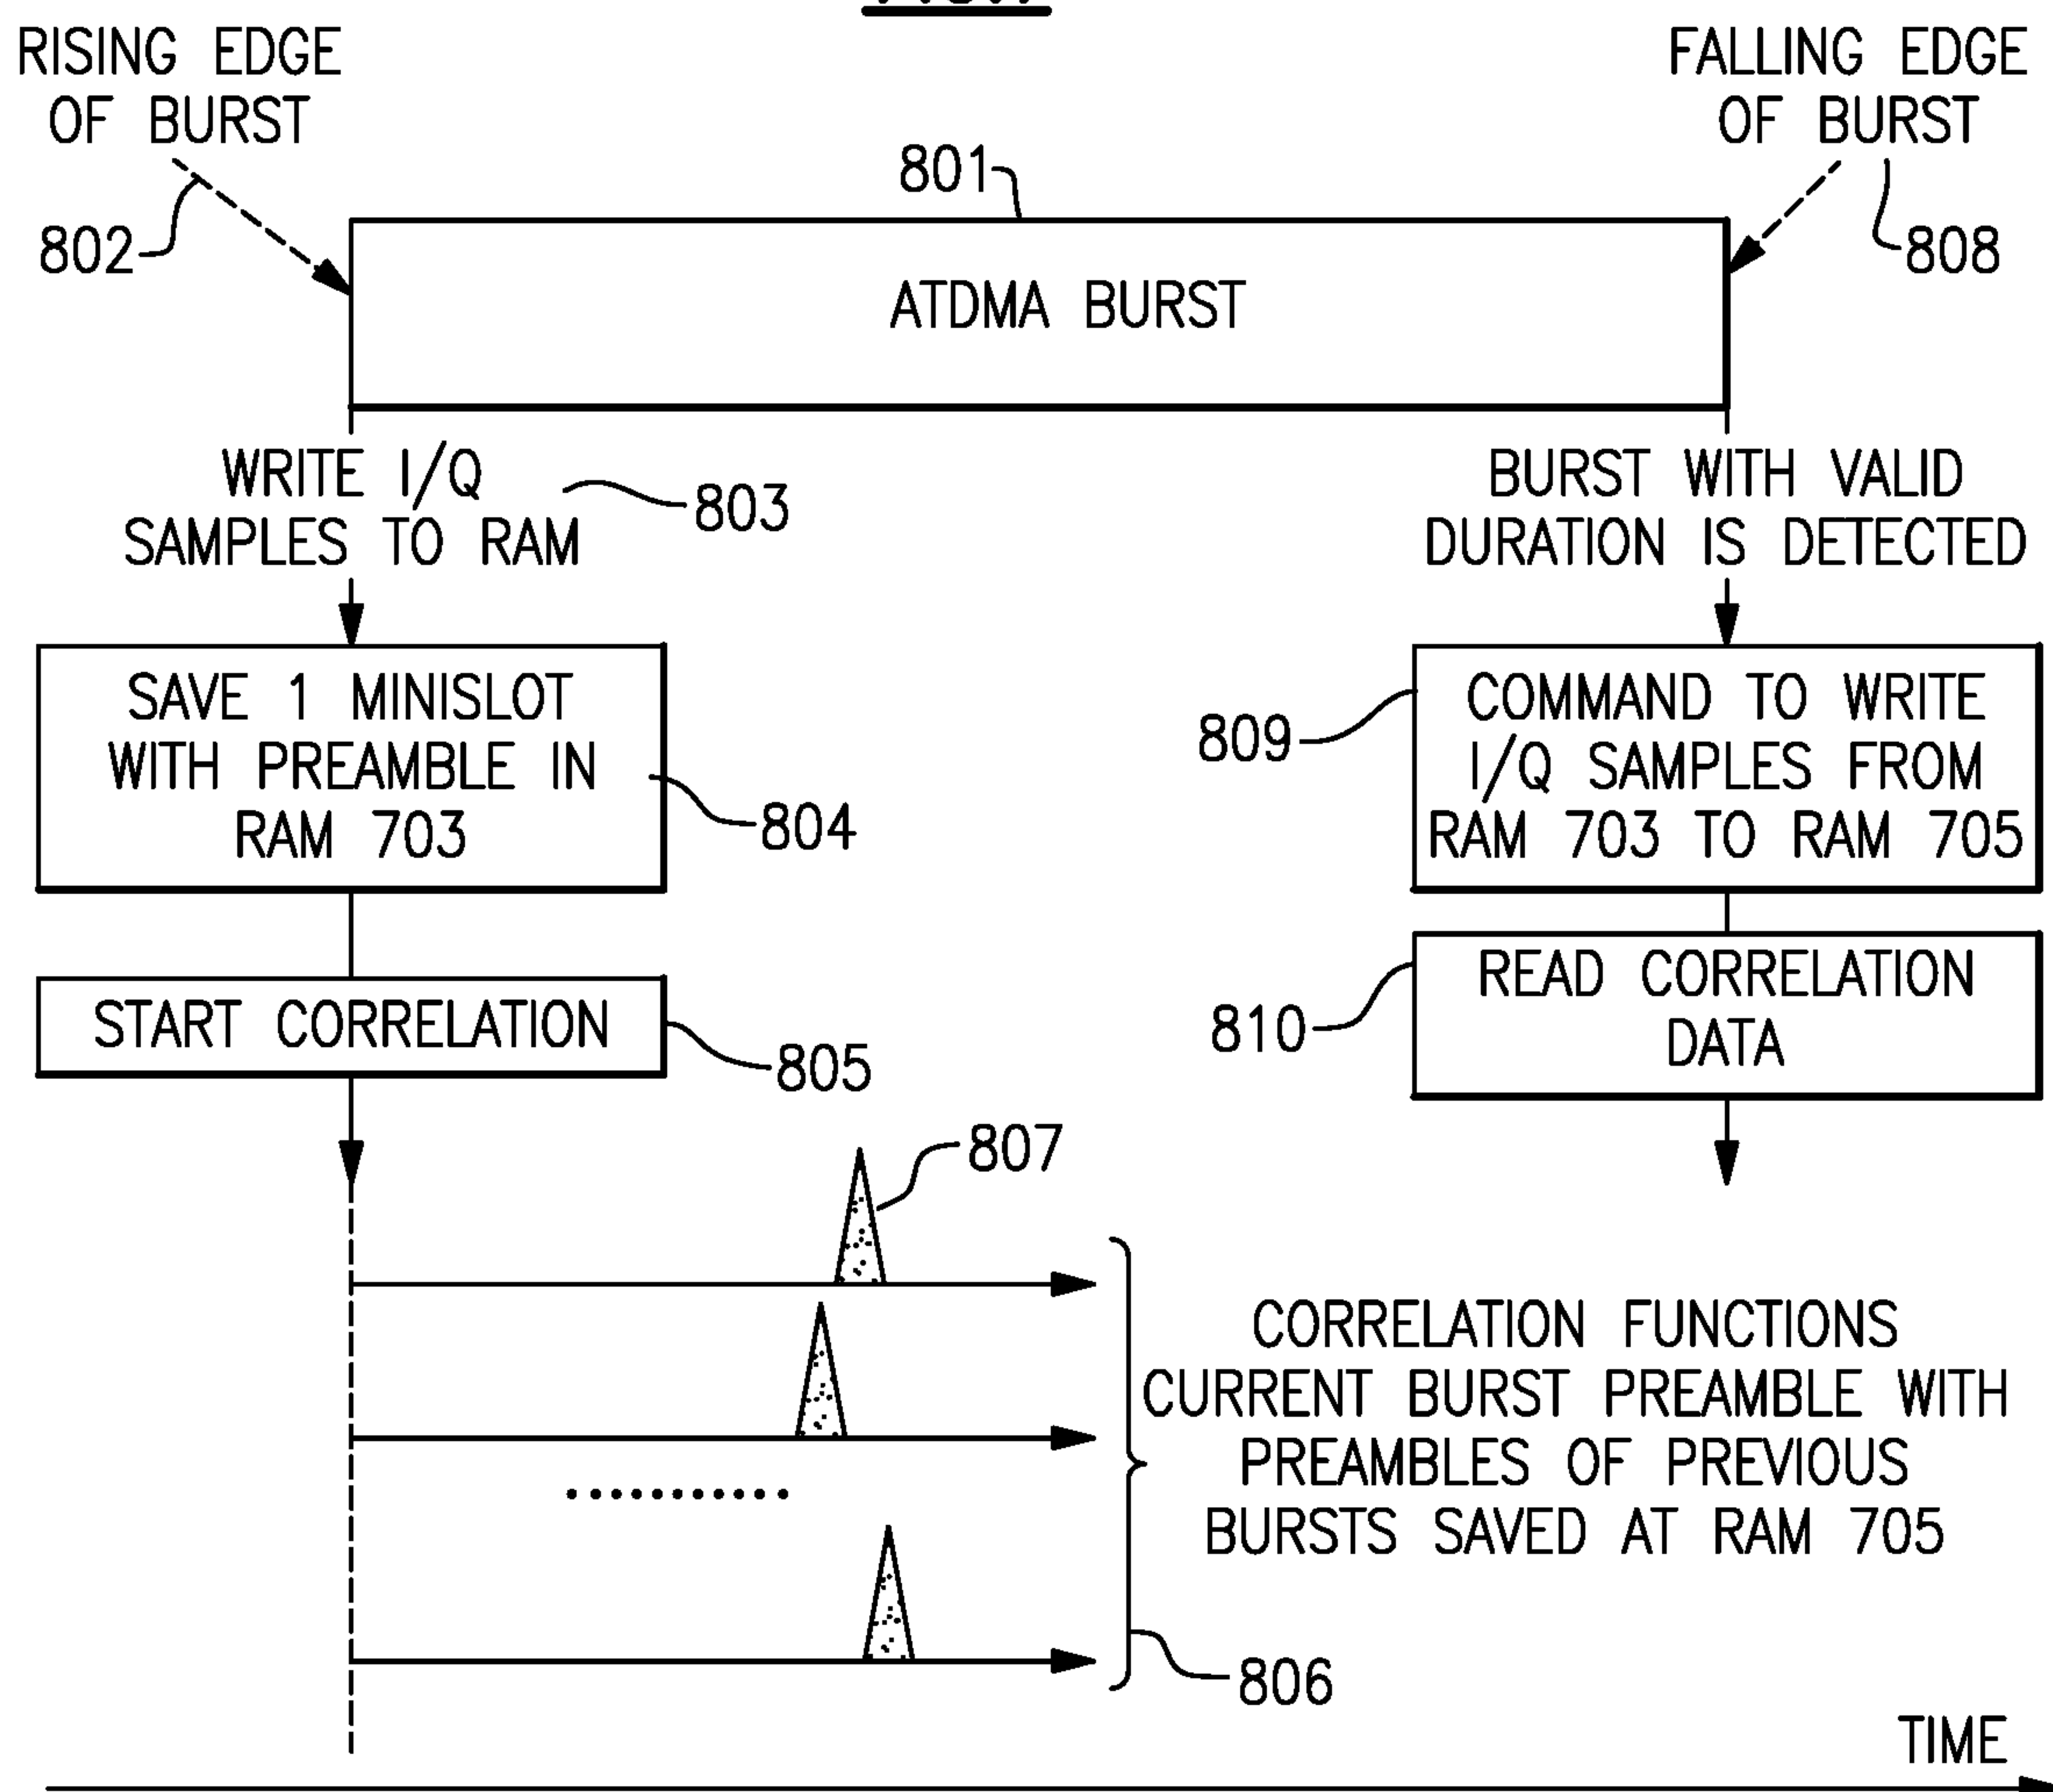 RISING EDGE
OF BURST
FALLING EDGE
OF BURST
801
802
808
ATDMA BURST
WRITE I/Q
SAMPLES TO RAM
803
BURST WITH VALID
DURATION IS DETECTED
SAVE 1 MINISLOT
WITH PREAMBLE IN
RAM 703
804
809
COMMAND TO WRITE
I/Q SAMPLES FROM
RAM 703 TO RAM 705
START CORRELATION
805
810
READ CORRELATION
DATA
807
CORRELATION FUNCTIONS
CURRENT BURST PREAMBLE WITH
PREAMBLES OF PREVIOUS
BURSTS SAVED AT RAM 705
806
TIME